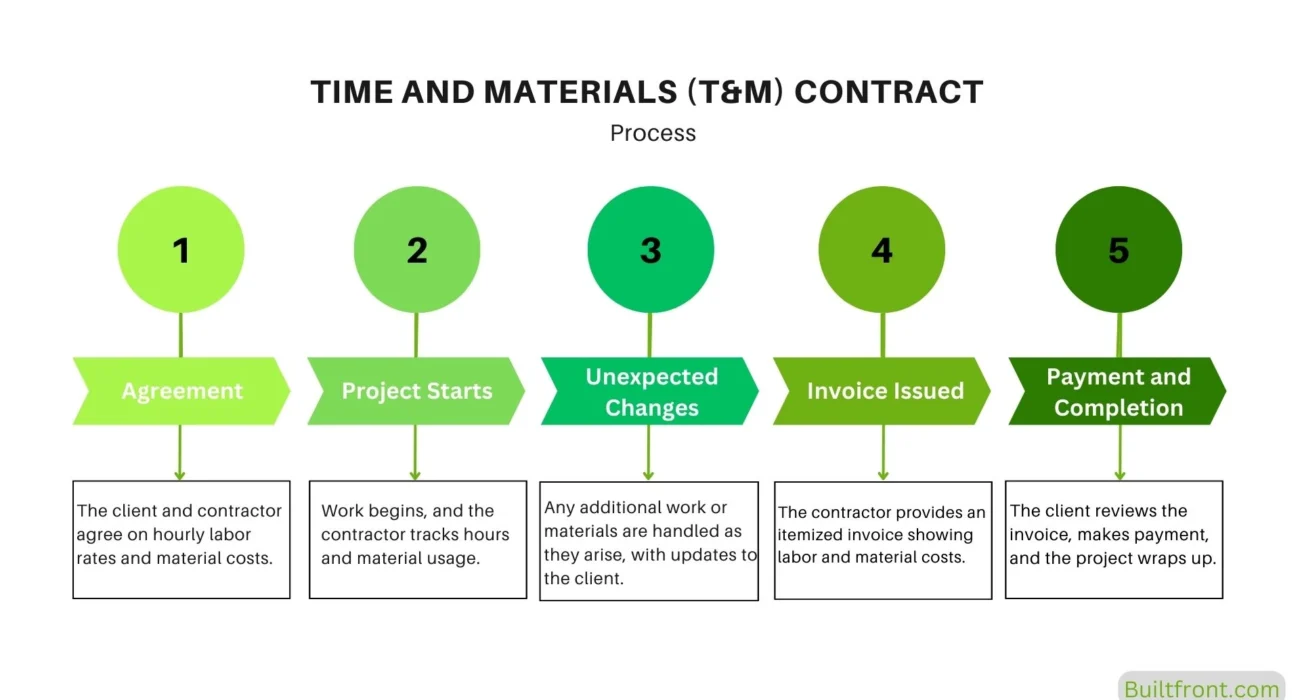 TIME AND MATERIALS (T&M) CONTRACT
Process
1
2
3
4
5
Agreement
Project Starts
Unexpected
Changes
Invoice Issued
Payment and
Completion
The client and contractor
agree on hourly labor
rates and material costs.
Work begins, and the
contractor tracks hours
and material usage.
Any additional work or
materials are handled as
they arise, with updates to
the client.
The contractor provides an
itemized invoice showing
labor and material costs.
The client reviews the
invoice, makes payment,
and the project wraps up.
Builtfront.com